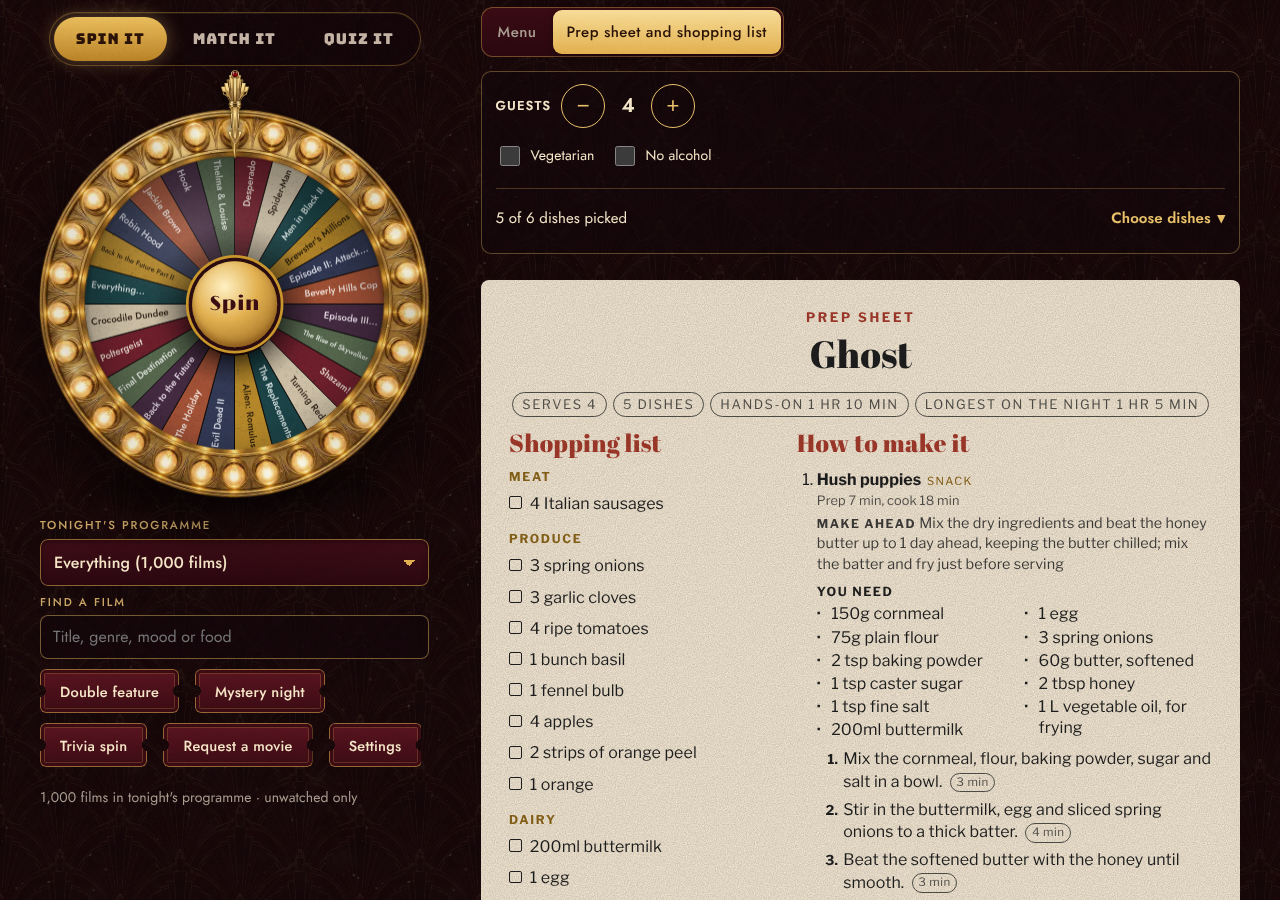 SPIN IT
MATCH IT
QUIZ IT
Desperado
Spider-Man
Men in Black II
Brewster's Millions
Episode II: Attack...
Beverly Hills Cop
Episode III...
The Rise of Skywalker
Shazam!
Turning Red
The Replacements
Alien: Romulus
Evil Dead II
The Holiday
Back to the Future
Final Destination
Poltergeist
Crocodile Dundee
Everything...
Back to the Future Part II
Robin Hood
Jackie Brown
Hook
Thelma & Louise
Spin
TONIGHT'S PROGRAMME
Everything (1,000 films)
FIND A FILM
Title, genre, mood or food
Double feature
Mystery night
Trivia spin
Request a movie
Settings
1,000 films in tonight's programme · unwatched only
Menu
Prep sheet and shopping list
GUESTS − 4 +
Vegetarian
No alcohol
5 of 6 dishes picked
Choose dishes ▾
PREP SHEET
Ghost
SERVES 4
5 DISHES
HANDS-ON 1 HR 10 MIN
LONGEST ON THE NIGHT 1 HR 5 MIN
Shopping list
MEAT
4 Italian sausages
PRODUCE
3 spring onions
3 garlic cloves
4 ripe tomatoes
1 bunch basil
1 fennel bulb
4 apples
2 strips of orange peel
1 orange
DAIRY
200ml buttermilk
1 egg
How to make it
1. Hush puppies SNACK
Prep 7 min, cook 18 min
MAKE AHEAD Mix the dry ingredients and beat the honey
butter up to 1 day ahead, keeping the butter chilled; mix
the batter and fry just before serving
YOU NEED
• 150g cornmeal
• 75g plain flour
• 2 tsp baking powder
• 1 tsp caster sugar
• 1 tsp fine salt
• 200ml buttermilk
• 1 egg
• 3 spring onions
• 60g butter, softened
• 2 tbsp honey
• 1 L vegetable oil, for
frying
1. Mix the cornmeal, flour, baking powder, sugar and
salt in a bowl. 3 min
2. Stir in the buttermilk, egg and sliced spring
onions to a thick batter. 4 min
3. Beat the softened butter with the honey until
smooth. 3 min